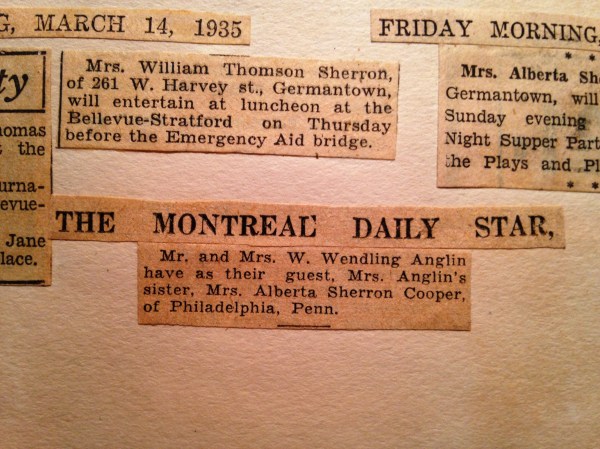 G, MARCH 14, 1935
FRIDAY MORNING,
ty
homas
t the
urna-
evue-
Jane
lace.
Mrs. William Thomson Sherron,
of 261 W. Harvey st., Germantown,
will entertain at luncheon at the
Bellevue-Stratford on Thursday
before the Emergency Aid bridge.
* *
Mrs. Alberta She
Germantown, will
Sunday evening
Night Supper Part
the Plays and Pl
* *
THE MONTREAL DAILY STAR,
Mr. and Mrs. W. Wendling Anglin
have as their guest, Mrs. Anglin's
sister, Mrs. Alberta Sherron Cooper,
of Philadelphia, Penn.